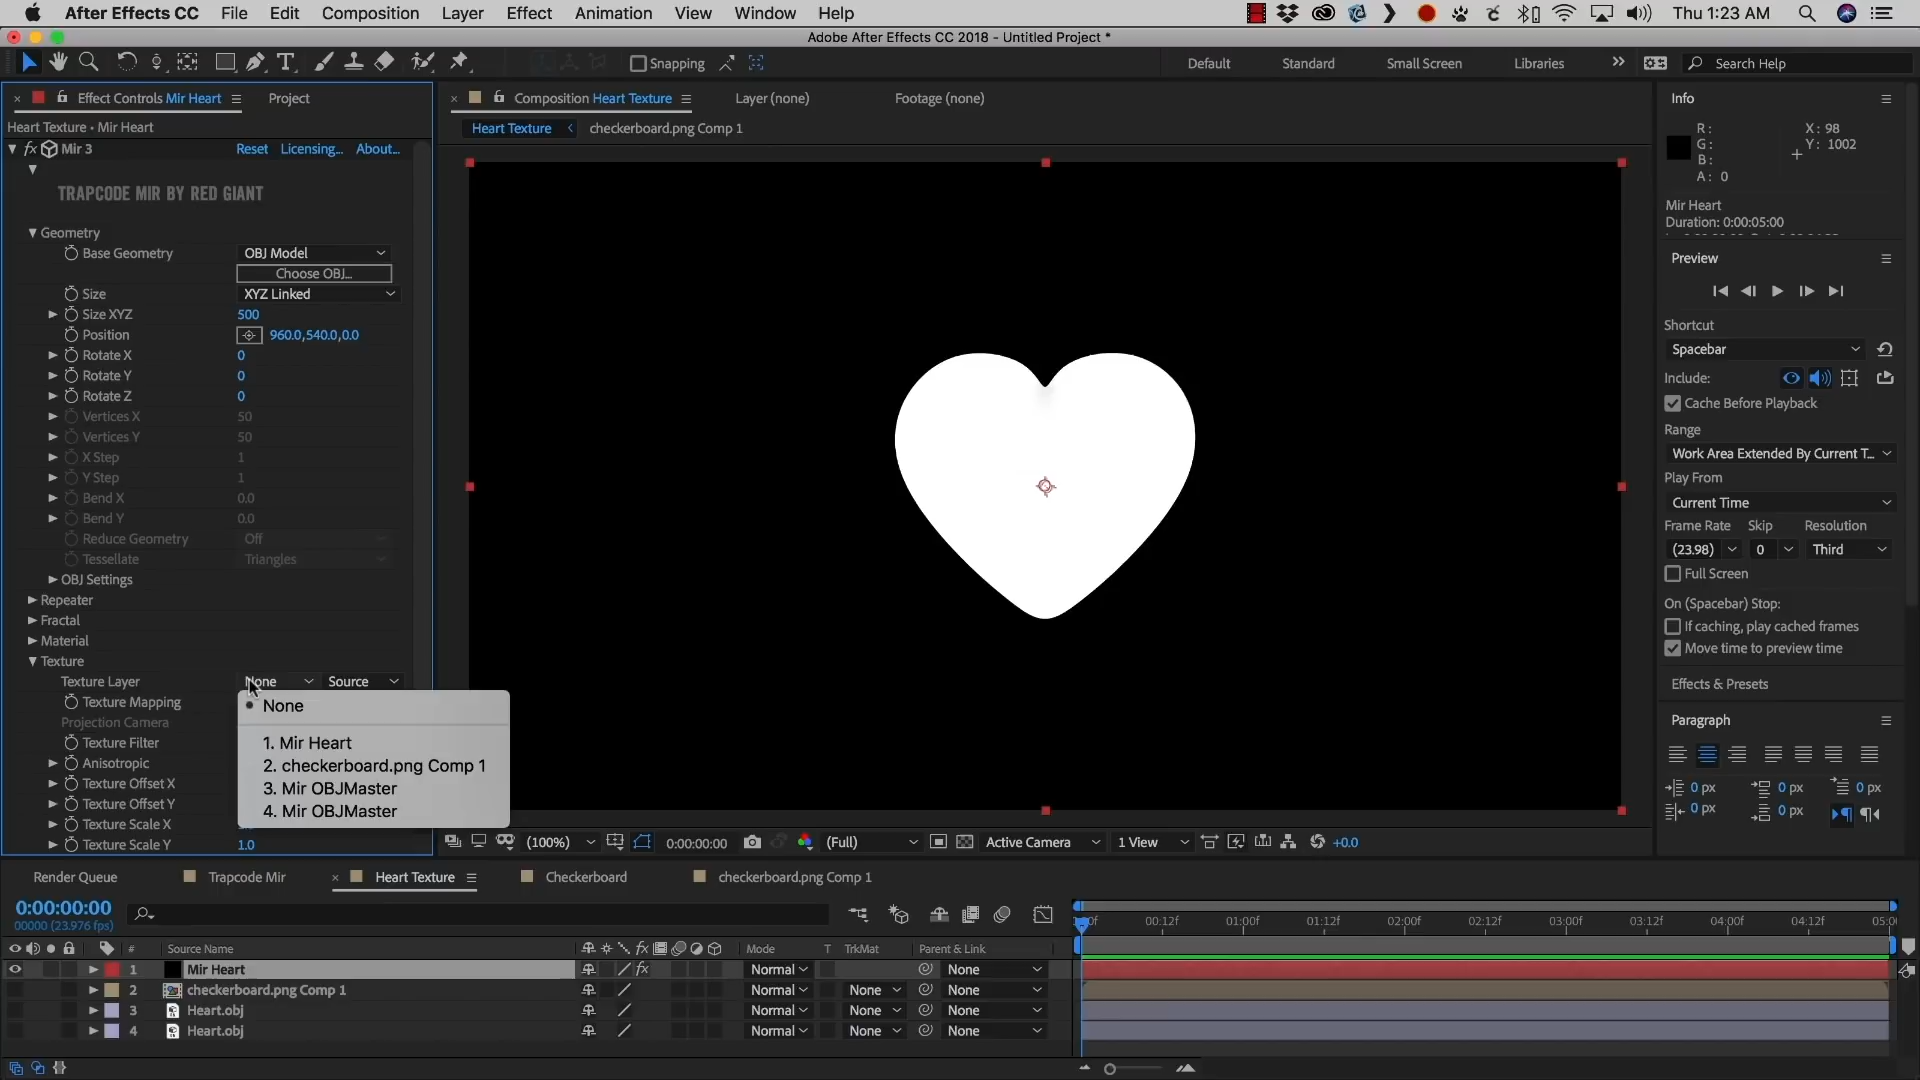 After Effects CC File Edit Composition Layer Effect Animation View Window Help Thu 1:23 AM
Adobe After Effects CC 2018 - Untitled Project *
Snapping Default Standard Small Screen Libraries Search Help
Effect Controls Mir Heart Project
Composition Heart Texture Layer (none) Footage (none)
Info
Heart Texture • Mir Heart
Heart Texture checkerboard.png Comp 1
fx Mir 3 Reset Licensing... About...
TRAPCODE MIR BY RED GIANT
Geometry
Base Geometry OBJ Model
Choose OBJ...
Size XYZ Linked
Size XYZ 500
Position 960.0,540.0,0.0
Rotate X 0
Rotate Y 0
Rotate Z 0
Vertices X 50
Vertices Y 50
X Step 1
Y Step 1
Bend X 0.0
Bend Y 0.0
Reduce Geometry Off
Tessellate Triangles
OBJ Settings
Repeater
Fractal
Material
Texture
Texture Layer None Source
Texture Mapping
Projection Camera
Texture Filter
Anisotropic
Texture Offset X
Texture Offset Y
Texture Scale X
Texture Scale Y 1.0
None
1. Mir Heart
2. checkerboard.png Comp 1
3. Mir OBJMaster
4. Mir OBJMaster
R: X: 98
G: Y: 1002
B:
A: 0
Mir Heart
Duration: 0:00:05:00
Preview
Shortcut
Spacebar
Include:
Cache Before Playback
Range
Work Area Extended By Current T...
Play From
Current Time
Frame Rate Skip Resolution
(23.98) 0 Third
Full Screen
On (Spacebar) Stop:
If caching, play cached frames
Move time to preview time
Effects & Presets
Paragraph
0 px 0 px 0 px
0 px 0 px
(100%) 0:00:00:00 (Full) Active Camera 1 View +0.0
Render Queue Trapcode Mir Heart Texture Checkerboard checkerboard.png Comp 1
0:00:00:00
00000 (23.976 fps)
00f 00:12f 01:00f 01:12f 02:00f 02:12f 03:00f 03:12f 04:00f 04:12f 05:0
# Source Name fx Mode T TrkMat Parent & Link
1 Mir Heart fx Normal None
2 checkerboard.png Comp 1 Normal None None
3 Heart.obj Normal None None
4 Heart.obj Normal None None